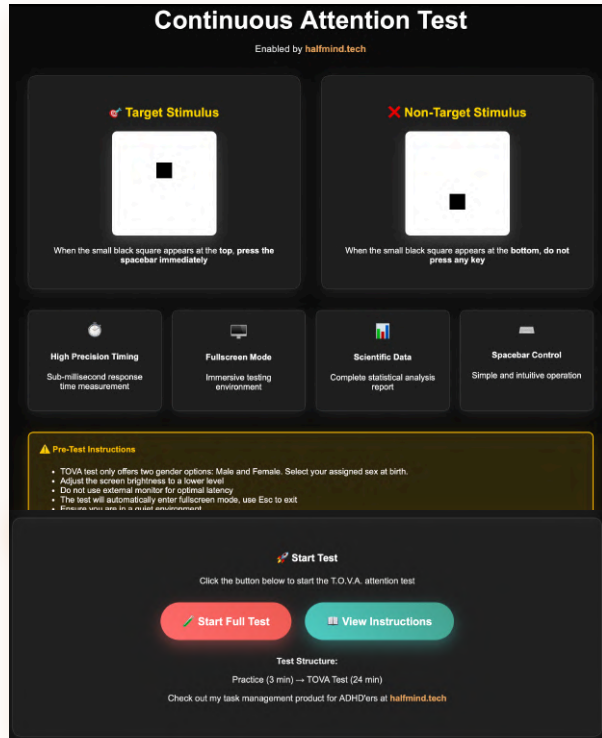 Continuous Attention Test
Enabled by halfmind.tech
Target Stimulus
When the small black square appears at the top, press the
spacebar immediately
Non-Target Stimulus
When the small black square appears at the bottom, do not
press any key
High Precision Timing
Sub-millisecond response
time measurement
Fullscreen Mode
Immersive testing
environment
Scientific Data
Complete statistical analysis
report
Spacebar Control
Simple and intuitive operation
Pre-Test Instructions
TOVA test only offers two gender options: Male and Female. Select your assigned sex at birth.
Adjust the screen brightness to a lower level
Do not use external monitor for optimal latency
The test will automatically enter fullscreen mode, use Esc to exit
Ensure you are in a quiet environment
Start Test
Click the button below to start the T.O.V.A. attention test
Start Full Test
View Instructions
Test Structure:
Practice (3 min) → TOVA Test (24 min)
Check out my task management product for ADHD'ers at halfmind.tech